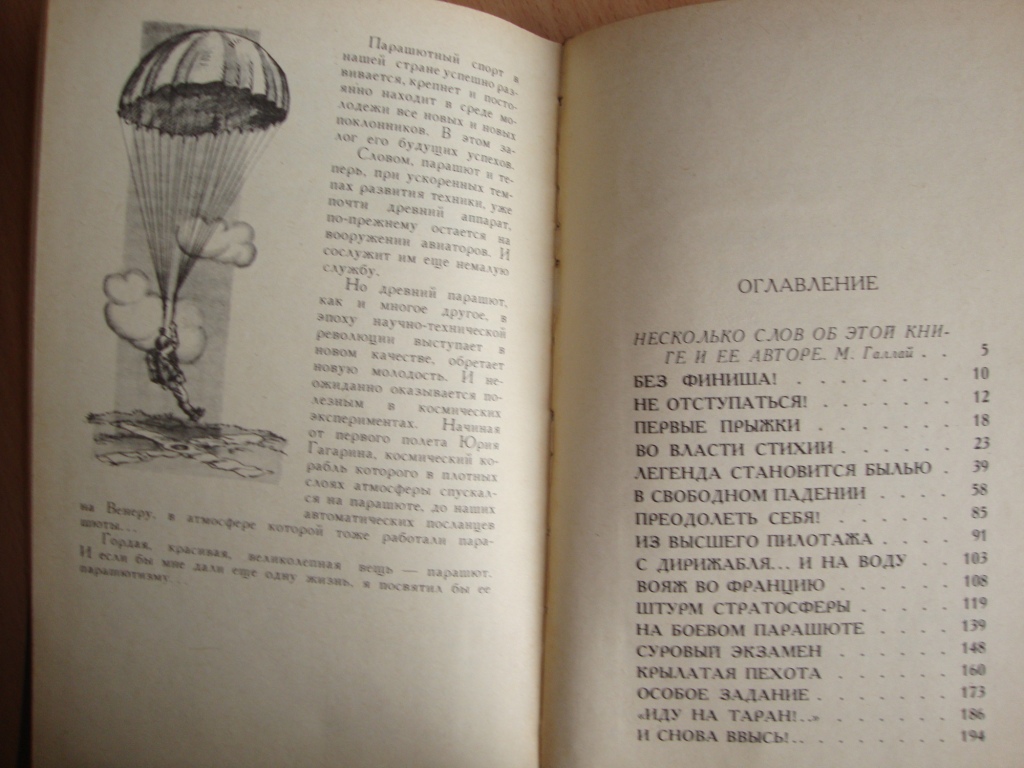 Парашютный спорт в
нашей стране успешно раз-
вивается, крепнет и посто-
янно находит в среде мо-
лодежи все новых и новых
поклонников. В этом за-
лог его будущих успехов.
Словом, парашют и те-
перь, при ускоренных тем-
пах развития техники, уже
почти древний аппарат,
по-прежнему остается на
вооружении авиаторов. И
сослужит им еще немалую
службу.
Но древний парашют,
как и многое другое, в
эпоху научно-технической
революции выступает в
новом качестве, обретает
новую молодость. И не-
ожиданно оказывается по-
лезным в космических
экспериментах. Начиная
от первого полета Юрия
Гагарина, космический ко-
рабль которого в плотных
слоях атмосферы спускал-
ся на парашюте, до наших
автоматических посланцев
на Венеру, в атмосфере которой тоже работали пара-
шюты...
Гордая, красивая, великолепная вещь — парашют.
И если бы мне дали еще одну жизнь, я посвятил бы ее
парашютизму...
ОГЛАВЛЕНИЕ
НЕСКОЛЬКО СЛОВ ОБ ЭТОЙ КНИ-
ГЕ И ЕЕ АВТОРЕ. М. Галлай . . 5
БЕЗ ФИНИША! . . . . . . . . 10
НЕ ОТСТУПАТЬСЯ! . . . . . . . 12
ПЕРВЫЕ ПРЫЖКИ . . . . . . . 18
ВО ВЛАСТИ СТИХИИ . . . . . . 23
ЛЕГЕНДА СТАНОВИТСЯ БЫЛЬЮ . 39
В СВОБОДНОМ ПАДЕНИИ . . . . 58
ПРЕОДОЛЕТЬ СЕБЯ! . . . . . . 85
ИЗ ВЫСШЕГО ПИЛОТАЖА . . . . 91
С ДИРИЖАБЛЯ... И НА ВОДУ . . 103
ВОЯЖ ВО ФРАНЦИЮ . . . . . . 108
ШТУРМ СТРАТОСФЕРЫ . . . . . 119
НА БОЕВОМ ПАРАШЮТЕ . . . . 139
СУРОВЫЙ ЭКЗАМЕН . . . . . . 148
КРЫЛАТАЯ ПЕХОТА . . . . . . 160
ОСОБОЕ ЗАДАНИЕ . . . . . . . 173
«ИДУ НА ТАРАН!..» . . . . . . 186
И СНОВА ВВЫСЬ!.. . . . . . . 194